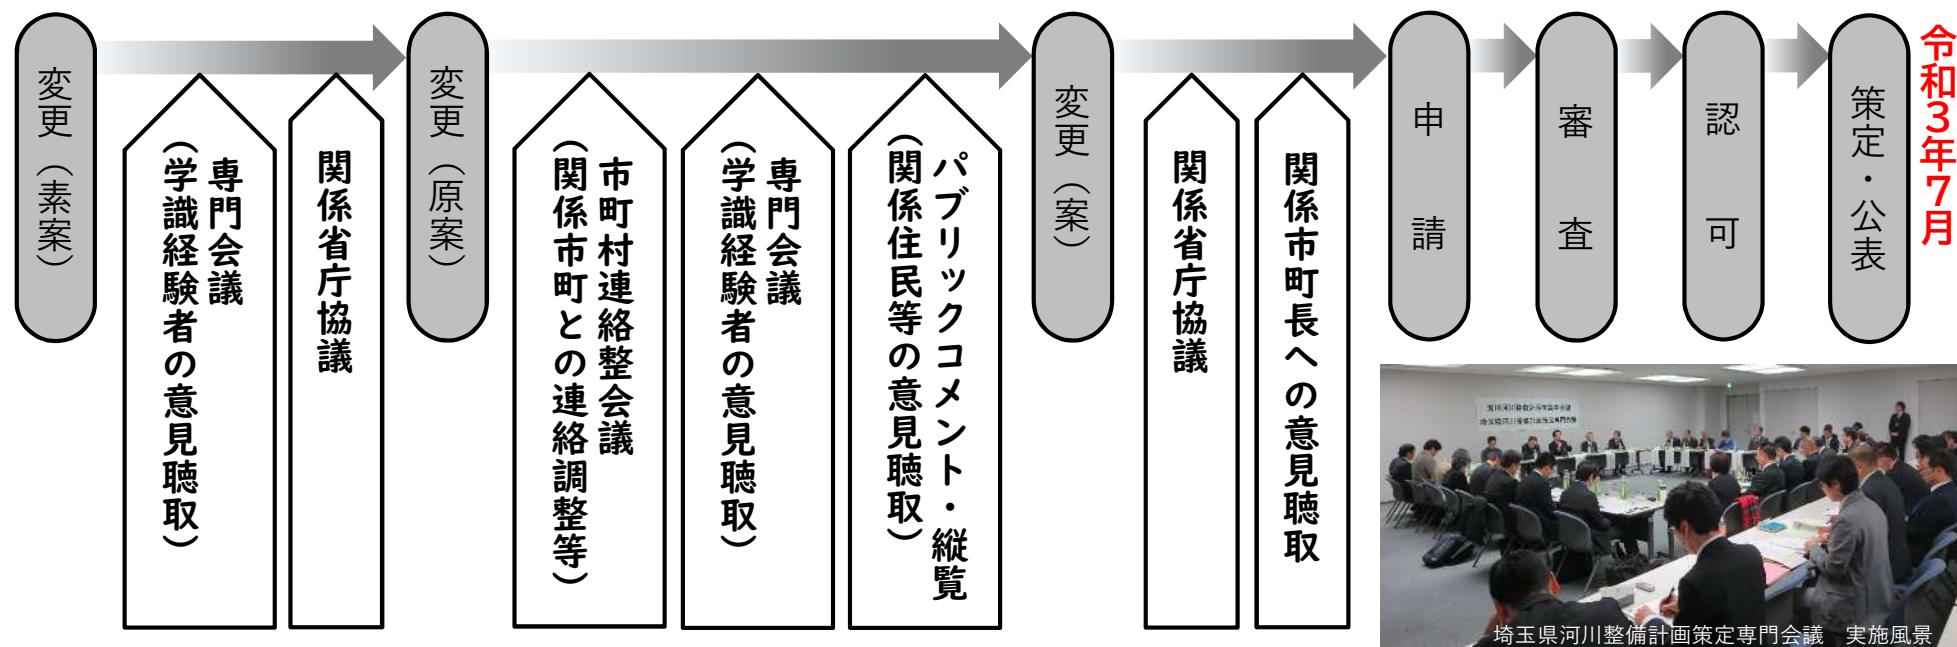 変更（素案）
専門会議
（学識経験者の意見聴取）
関係省庁協議
変更（原案）
市町村連絡整会議
（関係市町との連絡調整等）
専門会議
（学識経験者の意見聴取）
パブリックコメント・縦覧
（関係住民等の意見聴取）
変更（案）
関係省庁協議
関係市町長への意見聴取
申請
審査
認可
策定・公表
令和３年７月
埼玉県河川整備計画策定専門会議　実施風景